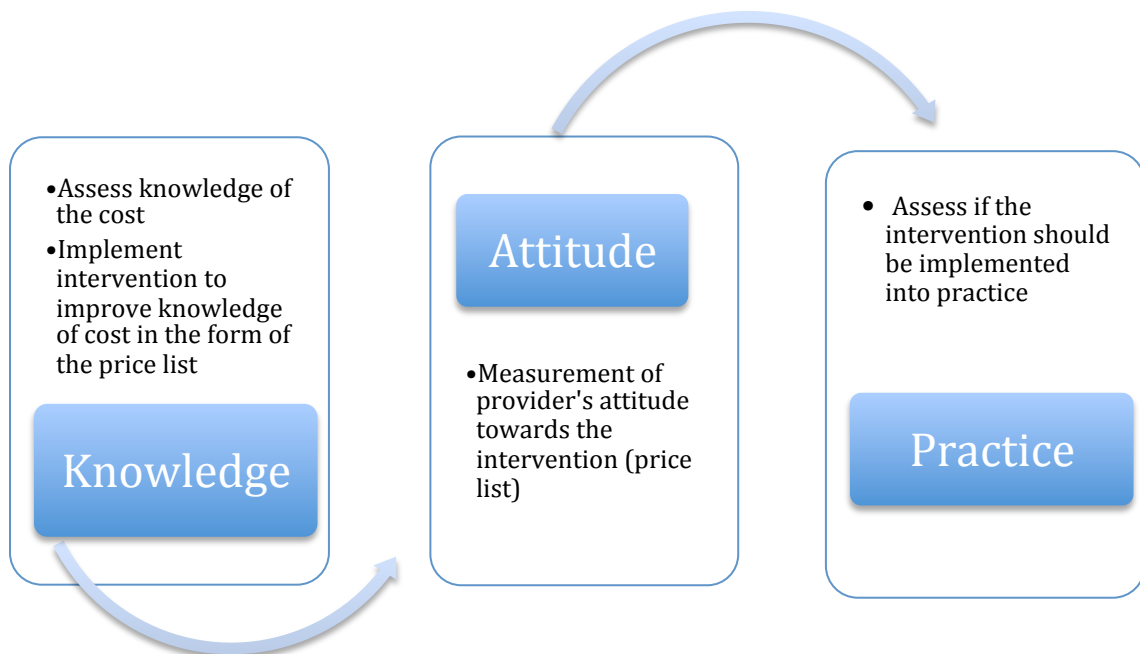 •Assess knowledge of
the cost
•Implement
intervention to
improve knowledge
of cost in the form of
the price list
Knowledge
Attitude
•Measurement of
provider's attitude
towards the
intervention (price
list)
• Assess if the
intervention should
be implemented
into practice
Practice